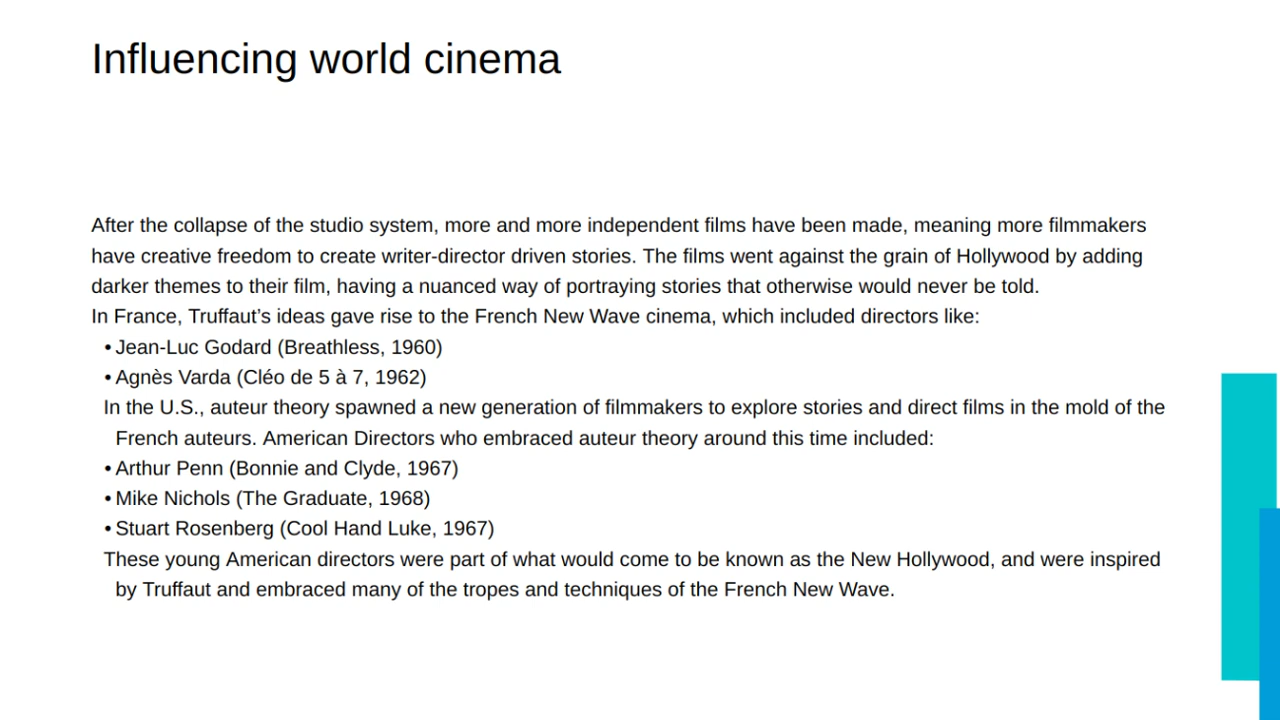 Influencing world cinema
After the collapse of the studio system, more and more independent films have been made, meaning more filmmakers
have creative freedom to create writer-director driven stories. The films went against the grain of Hollywood by adding
darker themes to their film, having a nuanced way of portraying stories that otherwise would never be told.
In France, Truffaut’s ideas gave rise to the French New Wave cinema, which included directors like:
• Jean-Luc Godard (Breathless, 1960)
• Agnès Varda (Cléo de 5 à 7, 1962)
In the U.S., auteur theory spawned a new generation of filmmakers to explore stories and direct films in the mold of the
French auteurs. American Directors who embraced auteur theory around this time included:
• Arthur Penn (Bonnie and Clyde, 1967)
• Mike Nichols (The Graduate, 1968)
• Stuart Rosenberg (Cool Hand Luke, 1967)
These young American directors were part of what would come to be known as the New Hollywood, and were inspired
by Truffaut and embraced many of the tropes and techniques of the French New Wave.